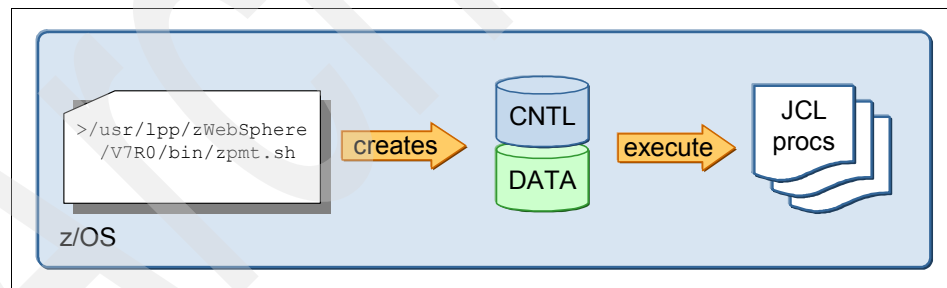 >/usr/lpp/zWebSphere
/V7R0/bin/zpmt.sh
creates
CNTL
DATA
execute
JCL
procs
z/OS